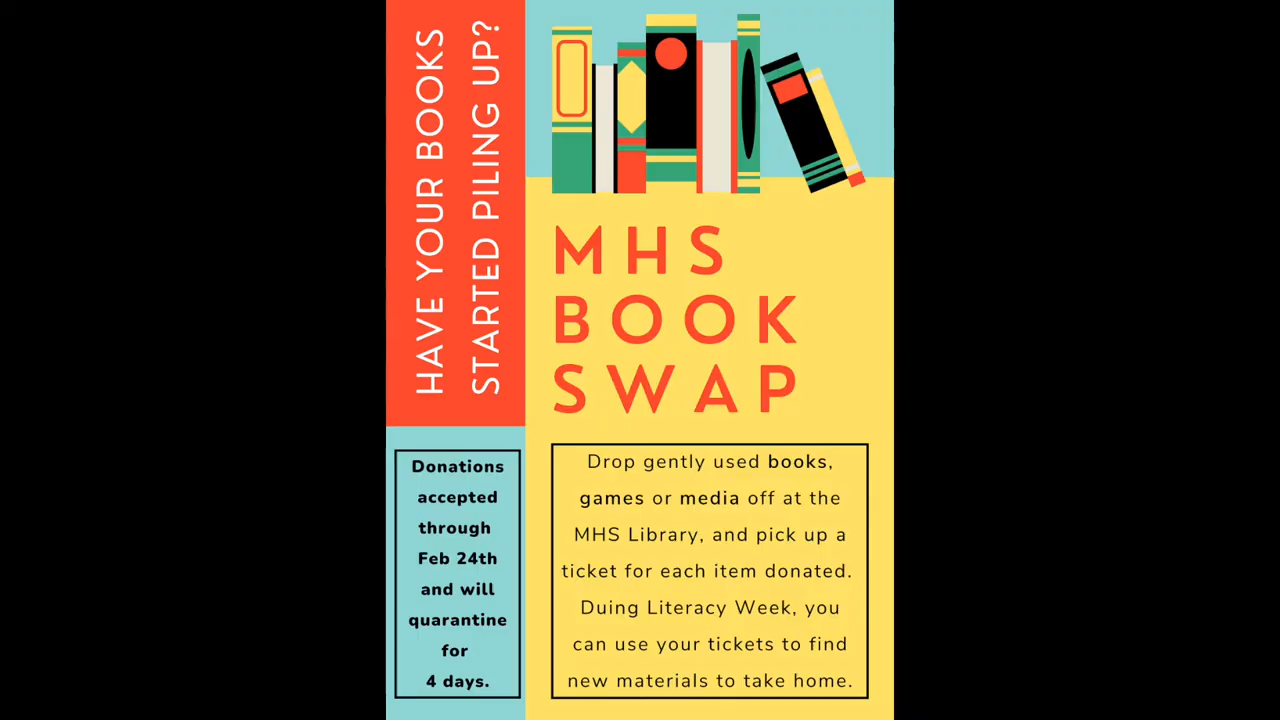 HAVE YOUR BOOKS
STARTED PILING UP?
MHS
BOOK
SWAP
Donations
accepted
through
Feb 24th
and will
quarantine
for
4 days.
Drop gently used books,
games or media off at the
MHS Library, and pick up a
ticket for each item donated.
Duing Literacy Week, you
can use your tickets to find
new materials to take home.